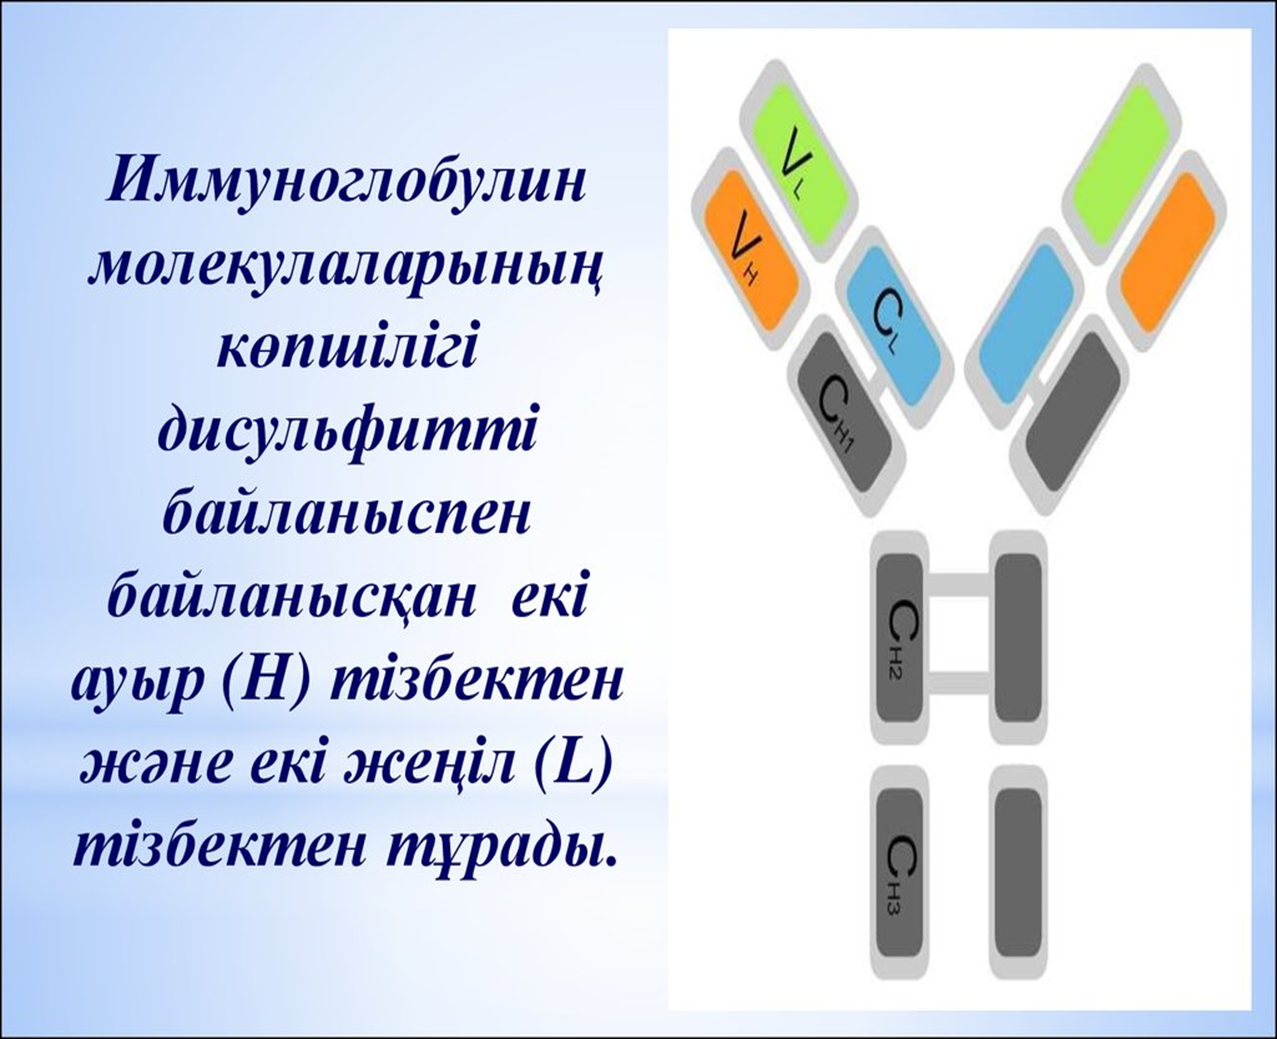 Иммуноглобулин
молекулаларының
көпшілігі
дисульфитті
байланыспен
байланысқан екі
ауыр (H) тізбектен
және екі жеңіл (L)
тізбектен тұрады.
VL
VH
CL
CH1
CH2
CH3